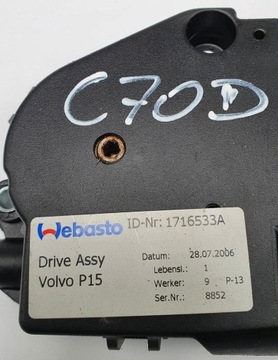 C70D
Webasto ID-Nr: 1716533A
Drive Assy Datum: 28.07.2006
Volvo P15 Lebensl.: 1
Werker: 9 P-13
Ser.Nr.: 8852